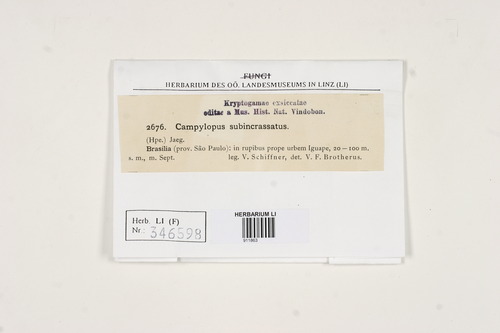 FUNGI
HERBARIUM DES OÖ. LANDESMUSEUMS IN LINZ (LI)
Kryptogamae exsiccatae
editae a Mus. Hist. Nat. Vindobon.
2676. Campylopus subincrassatus.
(Hpe.) Jaeg.
Brasilia (prov. São Paulo): in rupibus prope urbem Iguape, 20—100 m.
s. m., m. Sept. leg. V. Schiffner, det. V. F. Brotherus.
Herb. LI (F)
Nr.: 346598
HERBARIUM LI
911863